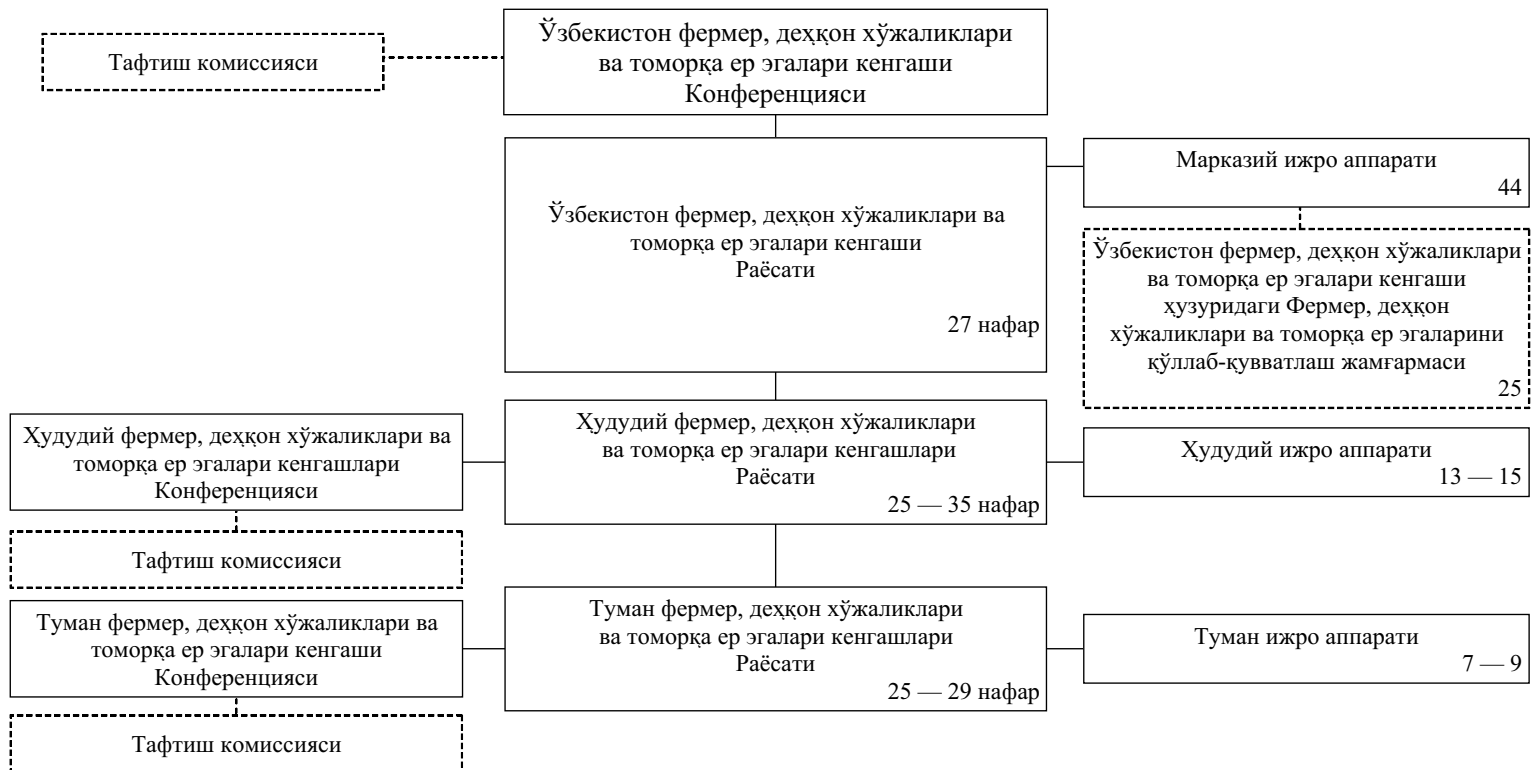 Ўзбекистон фермер, деҳқон хўжаликлари
ва томорқа ер эгалари кенгаши
Конференцияси
Тафтиш комиссияси
Ўзбекистон фермер, деҳқон хўжаликлари ва
томорқа ер эгалари кенгаши
Раёсати
27 нафар
Марказий ижро аппарати
44
Ўзбекистон фермер, деҳқон хўжаликлари
ва томорқа ер эгалари кенгаши
ҳузуридаги Фермер, деҳқон
хўжаликлари ва томорқа ер эгаларини
қўллаб-қувватлаш жамғармаси
25
Ҳудудий фермер, деҳқон хўжаликлари ва
томорқа ер эгалари кенгашлари
Конференцияси
Тафтиш комиссияси
Ҳудудий фермер, деҳқон хўжаликлари
ва томорқа ер эгалари кенгашлари
Раёсати
25 — 35 нафар
Ҳудудий ижро аппарати
13 — 15
Туман фермер, деҳқон хўжаликлари ва
томорқа ер эгалари кенгаши
Конференцияси
Тафтиш комиссияси
Туман фермер, деҳқон хўжаликлари
ва томорқа ер эгалари кенгашлари
Раёсати
25 — 29 нафар
Туман ижро аппарати
7 — 9